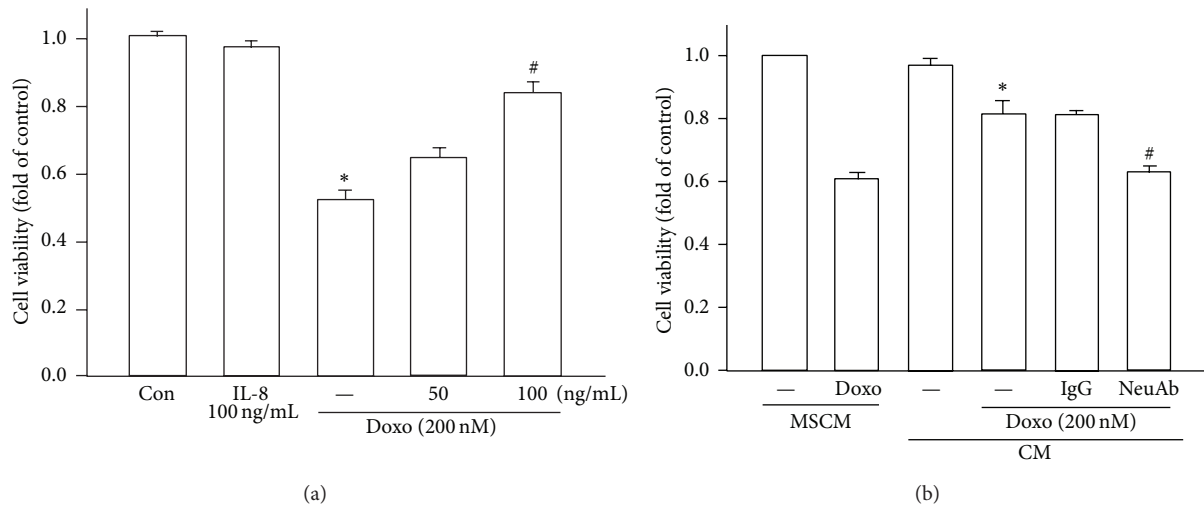 Cell viability (fold of control)
1.0
0.8
0.6
0.4
0.2
0.0
*
#
Con
IL-8
100 ng/mL
—
50
100 (ng/mL)
Doxo (200 nM)
(a)
Cell viability (fold of control)
1.0
0.8
0.6
0.4
0.2
0.0
*
#
—
Doxo
—
—
IgG
NeuAb
MSCM
Doxo (200 nM)
CM
(b)